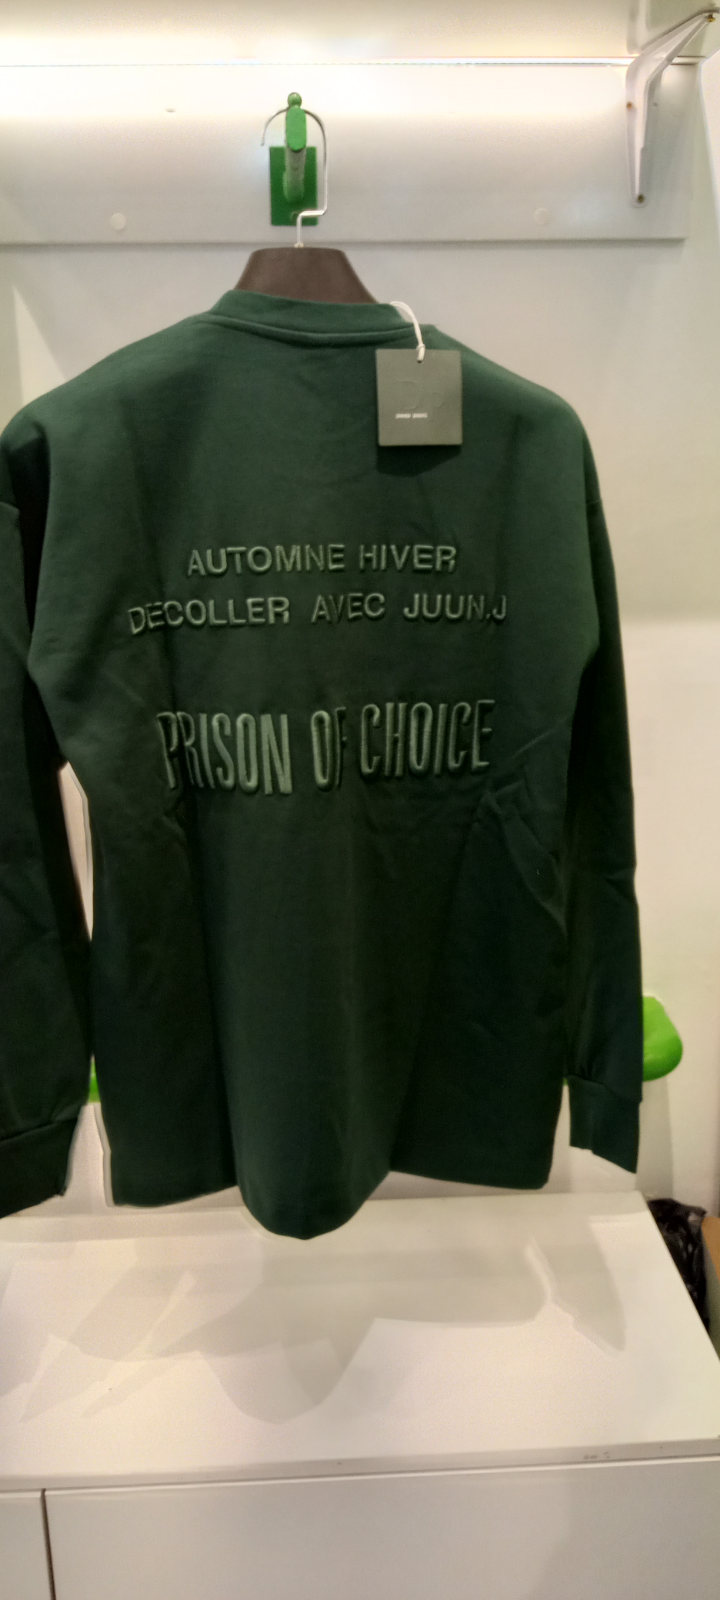 AUTOMNE HIVER
DECOLLER AVEC JUUN.J
PRISON OF CHOICE